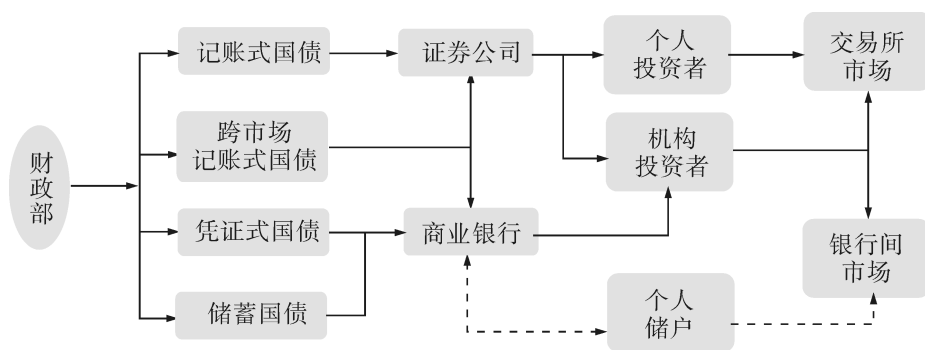 财
政
部
记账式国债
跨市场
记账式国债
凭证式国债
储蓄国债
证券公司
商业银行
个人
投资者
机构
投资者
个人
储户
交易所
市场
银行间
市场